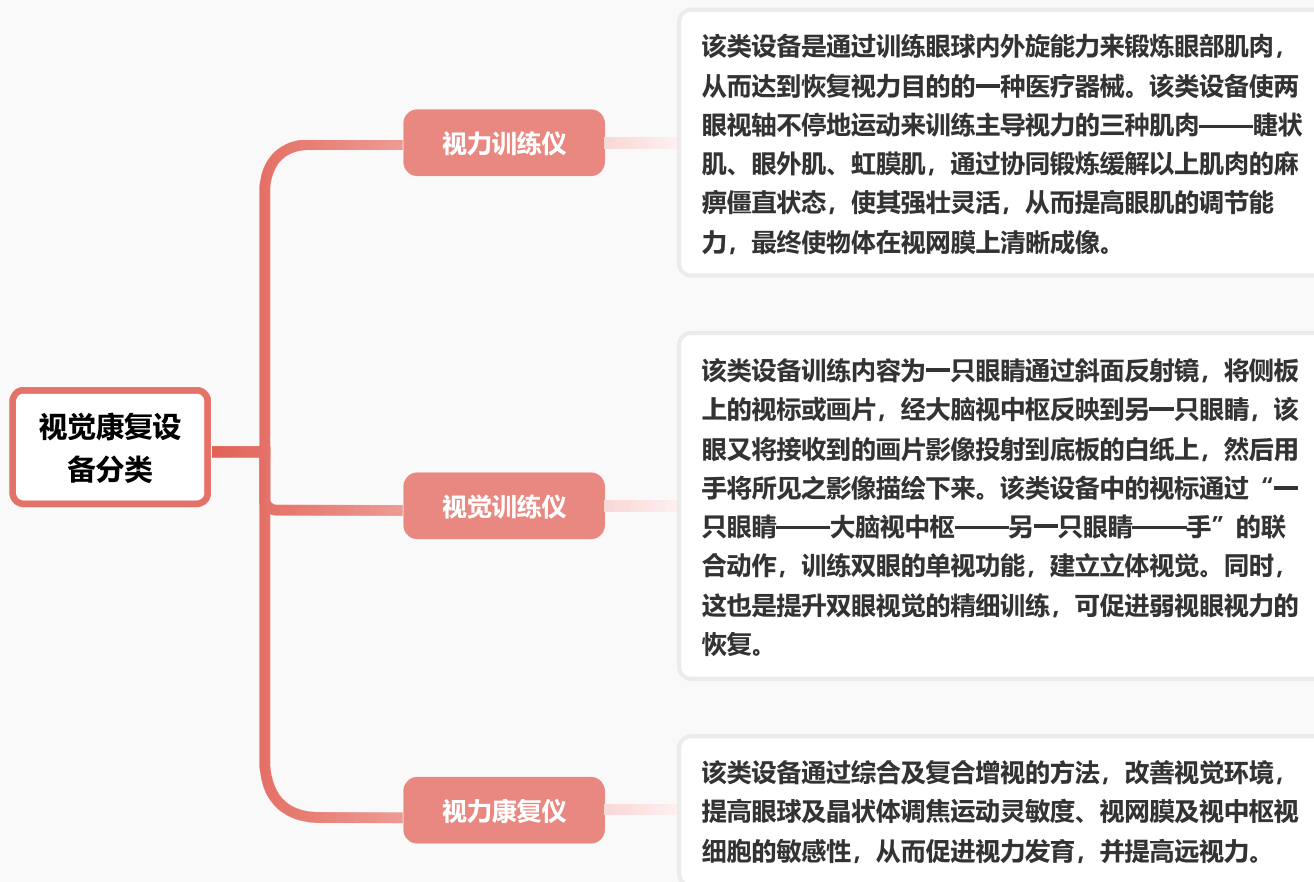 视觉康复设
备分类
视力训练仪
该类设备是通过训练眼球内外旋能力来锻炼眼部肌肉，
从而达到恢复视力目的的一种医疗器械。该类设备使两
眼视轴不停地运动来训练主导视力的三种肌肉——睫状
肌、眼外肌、虹膜肌，通过协同锻炼缓解以上肌肉的麻
痹僵直状态，使其强壮灵活，从而提高眼肌的调节能
力，最终使物体在视网膜上清晰成像。
视觉训练仪
该类设备训练内容为一只眼睛通过斜面反射镜，将侧板
上的视标或画片，经大脑视中枢反映到另一只眼睛，该
眼又将接收到的画片影像投射到底板的白纸上，然后用
手将所见之影像描绘下来。该类设备中的视标通过“一
只眼睛——大脑视中枢——另一只眼睛——手”的联
合动作，训练双眼的单视功能，建立立体视觉。同时，
这也是提升双眼视觉的精细训练，可促进弱视眼视力的
恢复。
视力康复仪
该类设备通过综合及复合增视的方法，改善视觉环境，
提高眼球及晶状体调焦运动灵敏度、视网膜及视中枢视
细胞的敏感性，从而促进视力发育，并提高远视力。